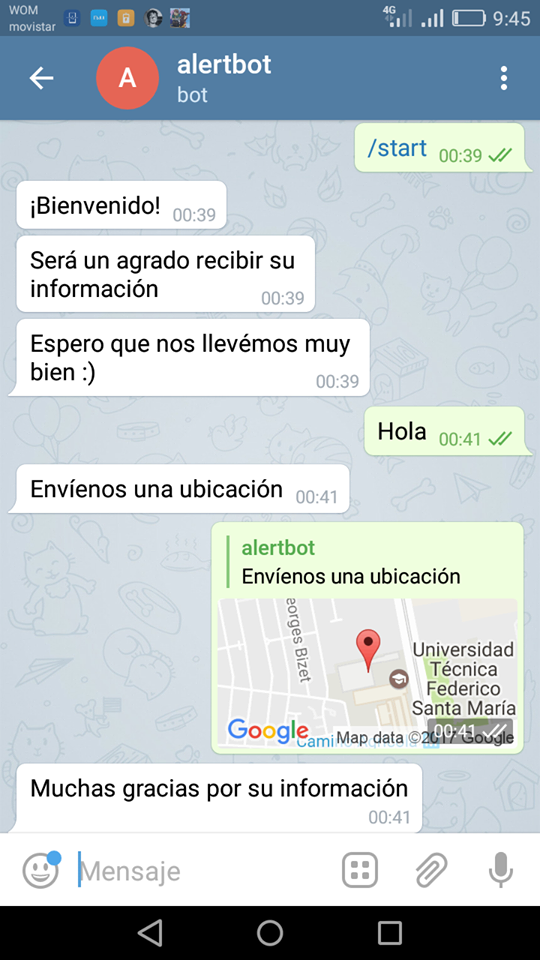 WOM
movistar
4G
9:45
A
alertbot
bot
/start 00:39
¡Bienvenido! 00:39
Será un agrado recibir su
información 00:39
Espero que nos llevémos muy
bien :) 00:39
Hola 00:41
Envíenos una ubicación 00:41
alertbot
Envíenos una ubicación
eorges Bizet
Universidad
Técnica
Federico
Santa María
Google
Camino Agrícola
Map data ©2017 Google
00:41
Muchas gracias por su información
00:41
Mensaje